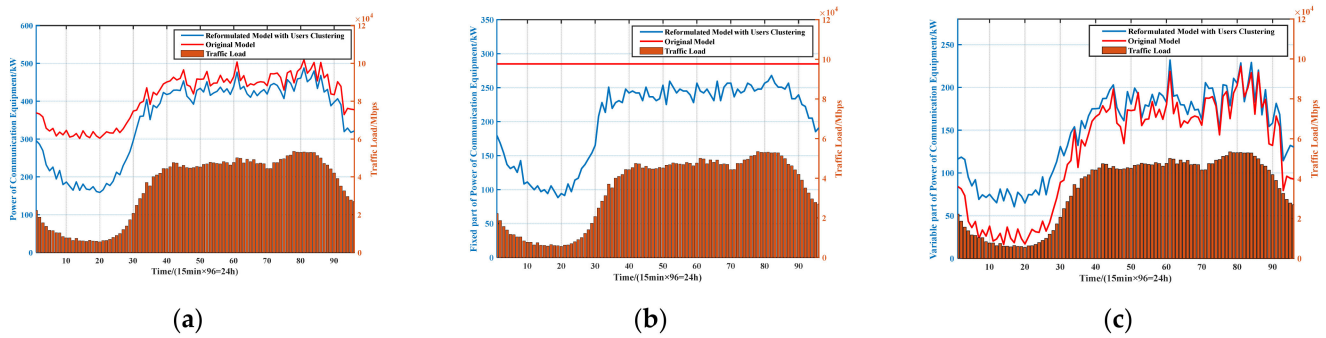 600
500
400
300
200
100
0
Power of Communication Equipment/kW
Reformulated Model with Users Clustering
Original Model
Traffic Load
×10⁴
12
10
8
6
4
2
0
Traffic Load/Mbps
10 20 30 40 50 60 70 80 90
Time/(15min×96=24h)
(a)
350
300
250
200
150
100
50
0
Fixed part of Power of Communication Equipment/kW
Reformulated Model with Users Clustering
Original Model
Traffic Load
×10⁴
12
10
8
6
4
2
0
Traffic Load/Mbps
10 20 30 40 50 60 70 80 90
Time/(15min×96=24h)
(b)
250
200
150
100
50
0
Variable part of Power of Communication Equipment/kW
Reformulated Model with Users Clustering
Original Model
Traffic Load
×10⁴
12
10
8
6
4
2
0
Traffic Load/Mbps
10 20 30 40 50 60 70 80 90
Time/(15min×96=24h)
(c)